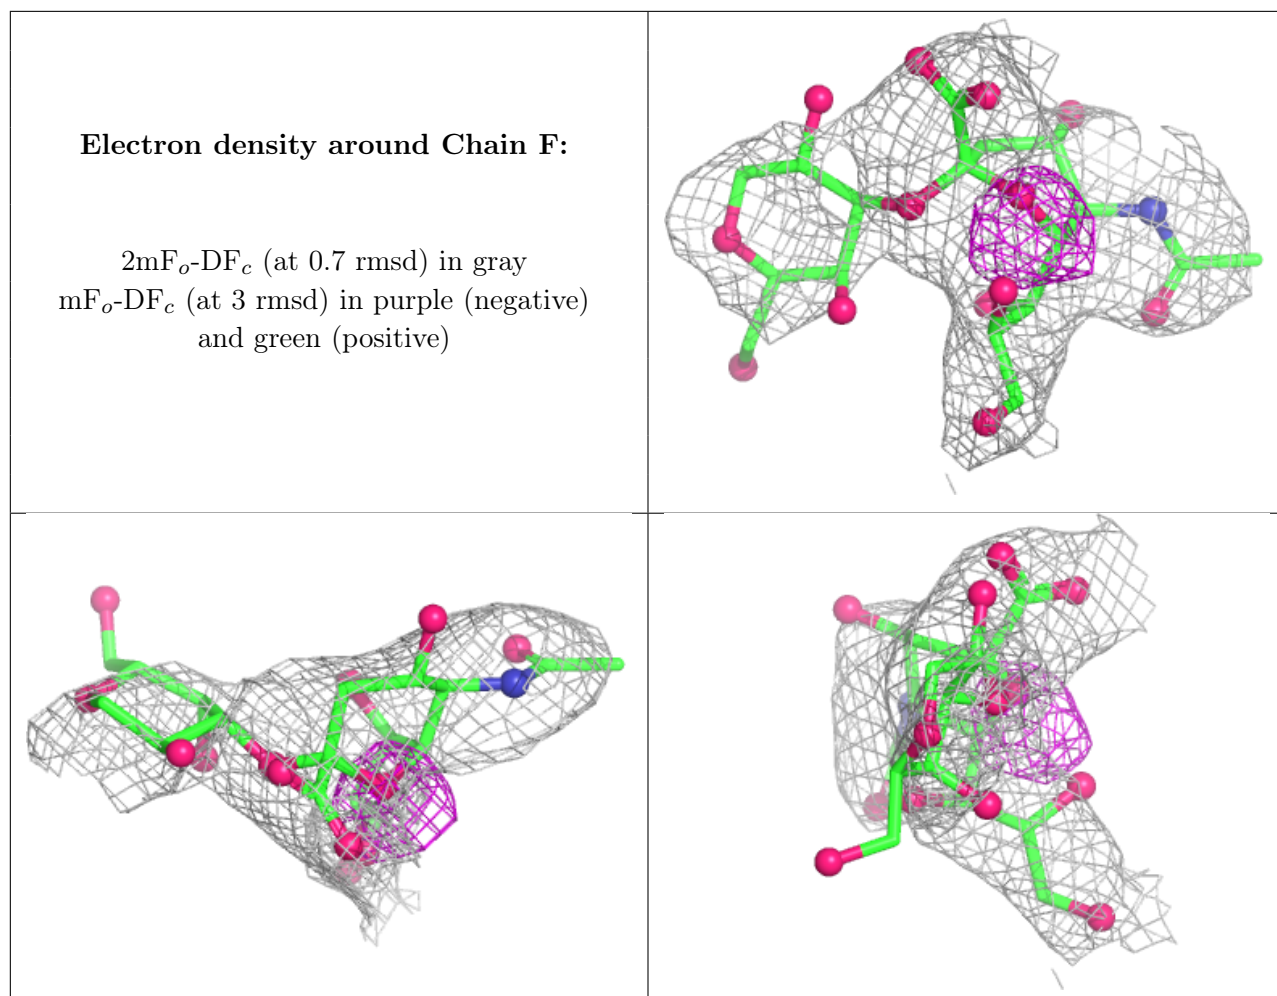 Electron density around Chain F:
2mFo-DFc (at 0.7 rmsd) in gray
mFo-DFc (at 3 rmsd) in purple (negative)
and green (positive)